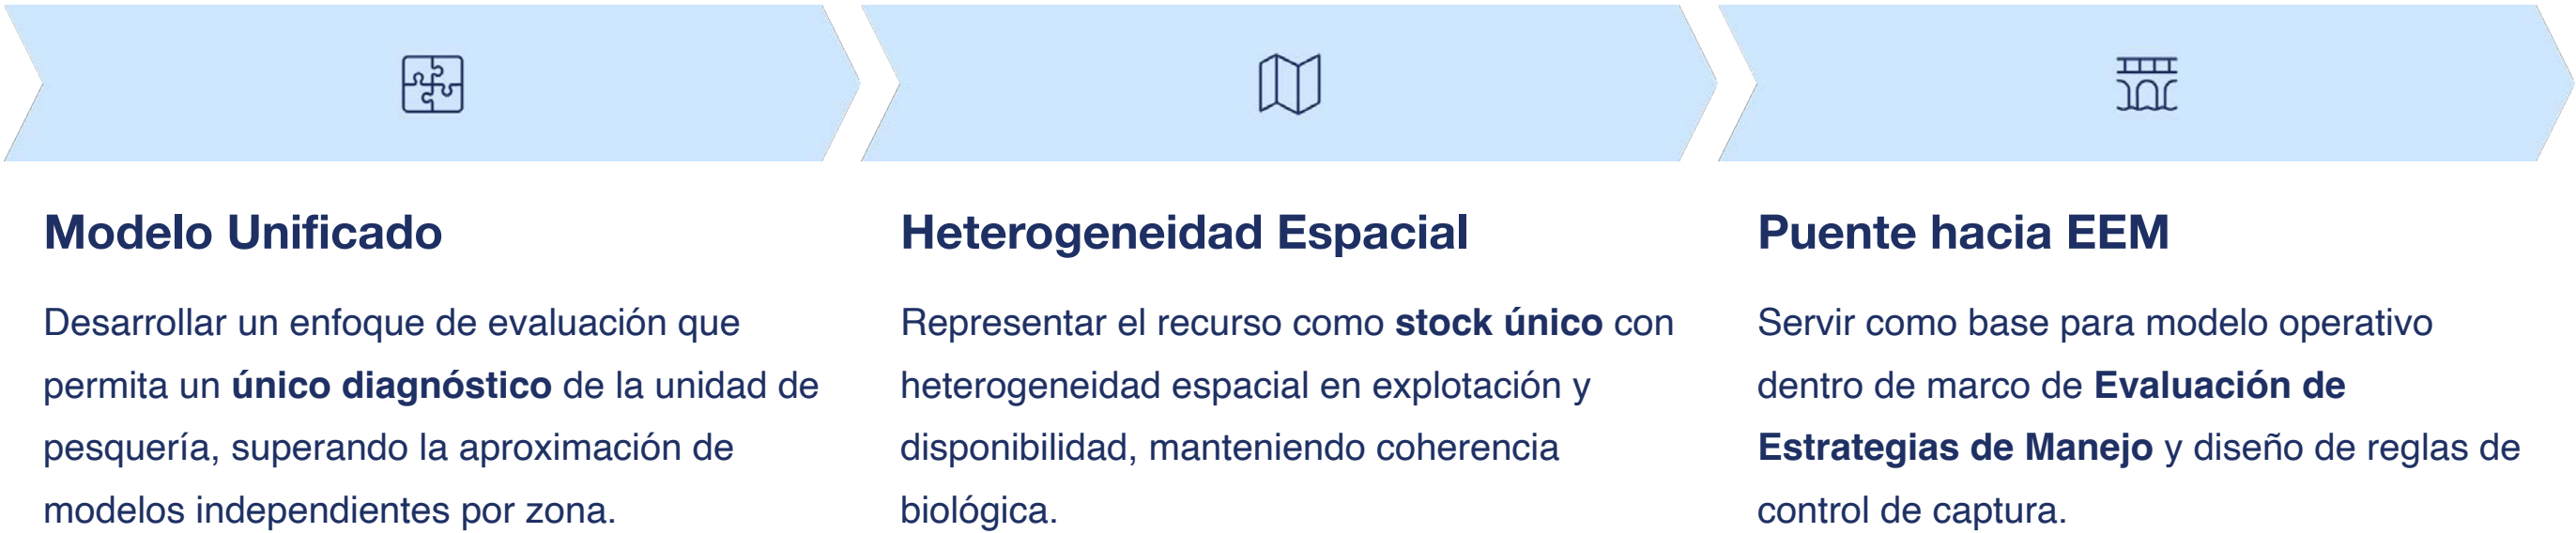 Modelo Unificado
Desarrollar un enfoque de evaluación que
permita un único diagnóstico de la unidad de
pesquería, superando la aproximación de
modelos independientes por zona.
Heterogeneidad Espacial
Representar el recurso como stock único con
heterogeneidad espacial en explotación y
disponibilidad, manteniendo coherencia
biológica.
Puente hacia EEM
Servir como base para modelo operativo
dentro de marco de Evaluación de
Estrategias de Manejo y diseño de reglas de
control de captura.